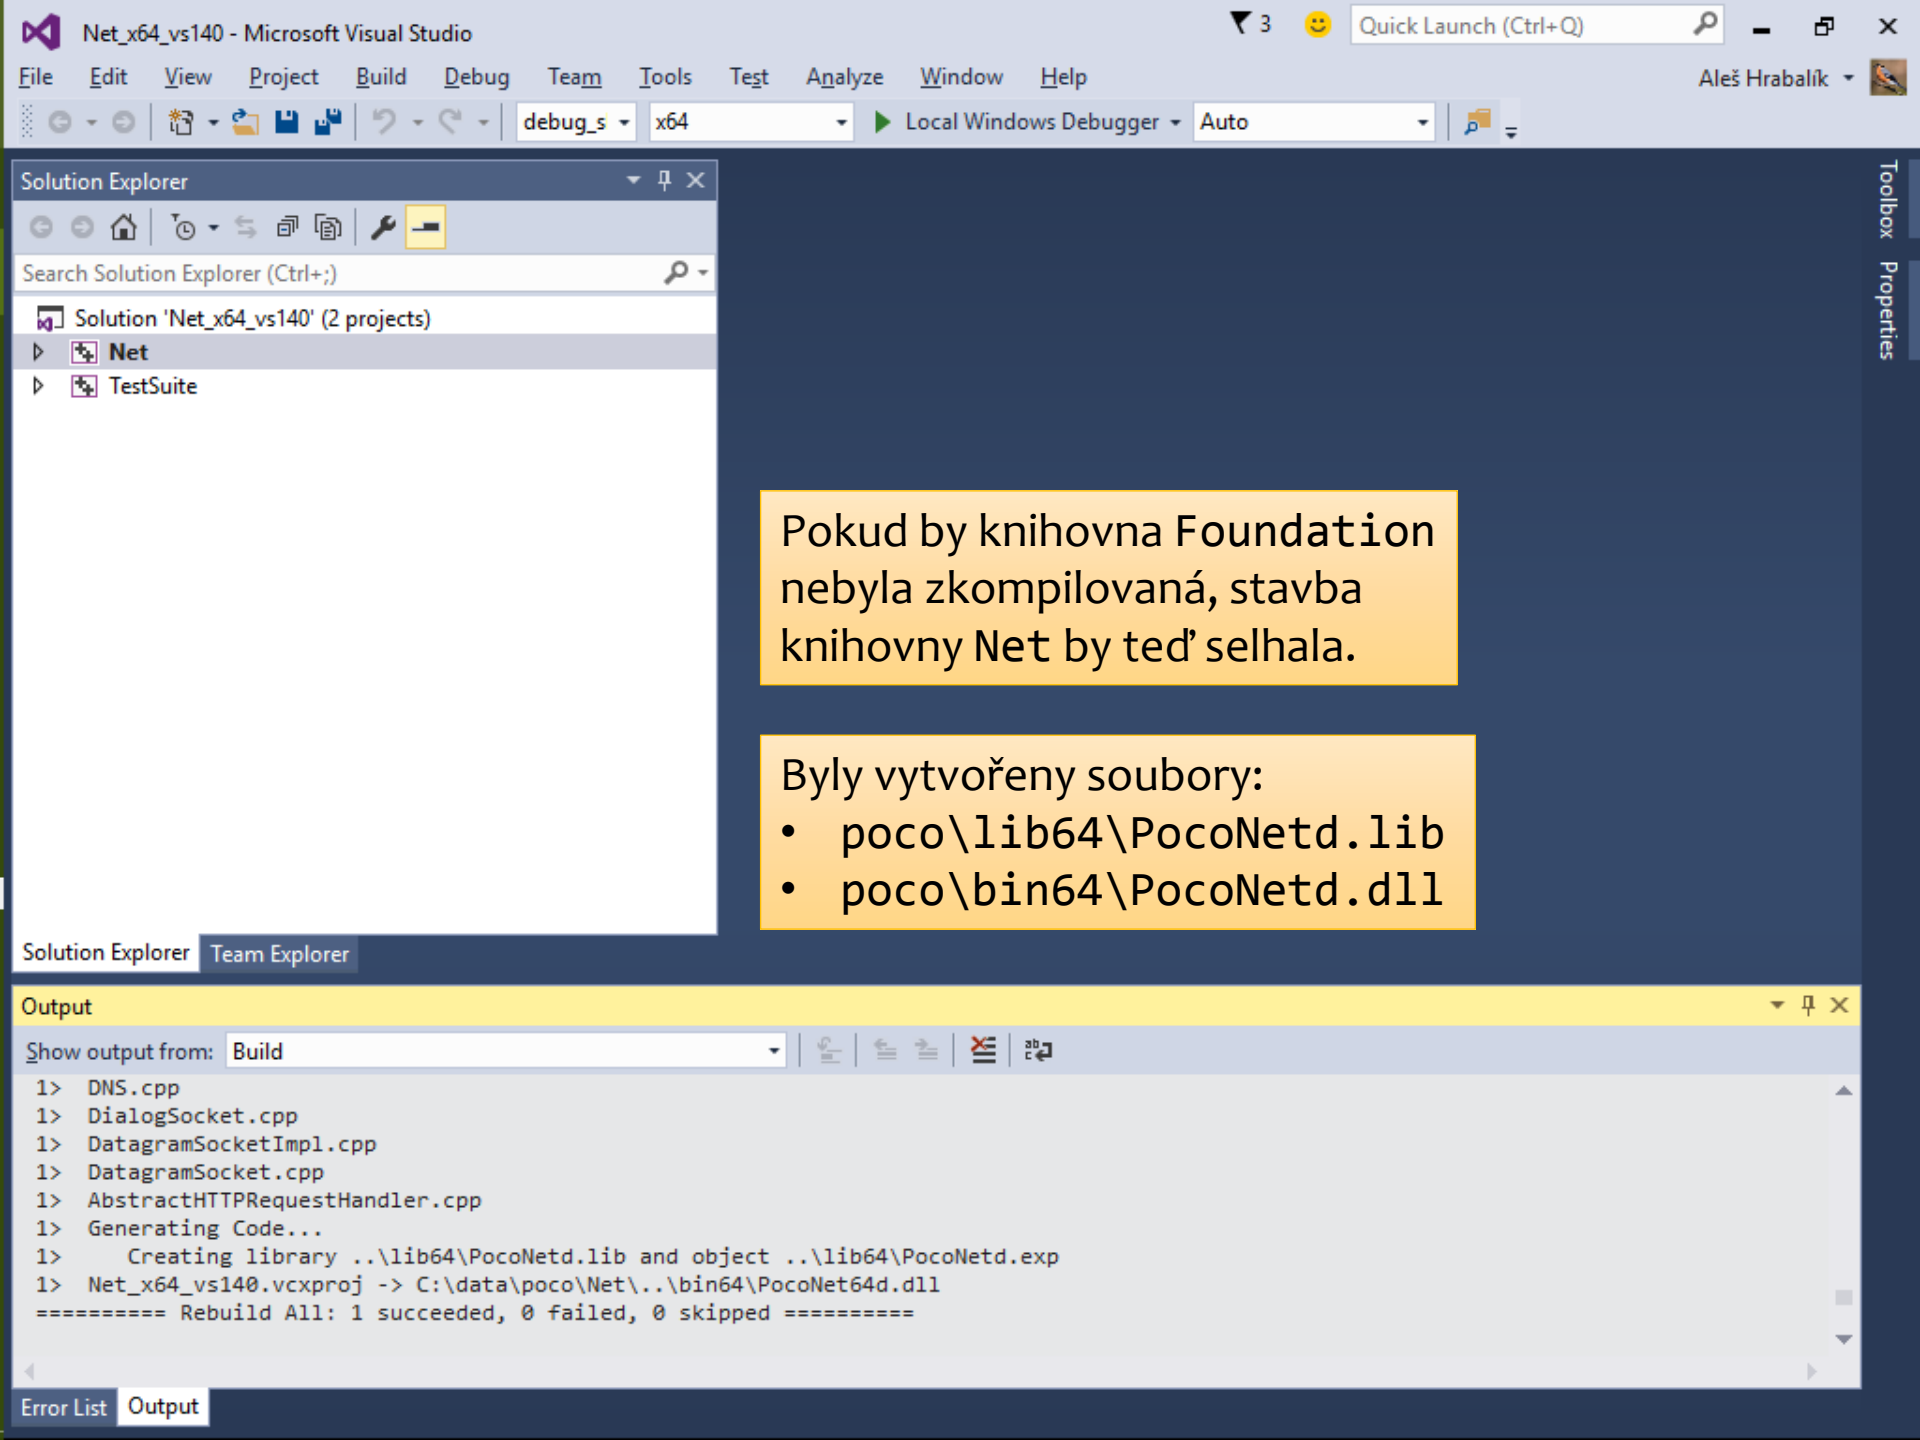 Net_x64_vs140 - Microsoft Visual Studio
3
Quick Launch (Ctrl+Q)
File Edit View Project Build Debug Team Tools Test Analyze Window Help
Aleš Hrabalík
debug_s x64 Local Windows Debugger Auto
Solution Explorer
Search Solution Explorer (Ctrl+;)
Solution 'Net_x64_vs140' (2 projects)
Net
TestSuite
Toolbox
Properties
Pokud by knihovna Foundation
nebyla zkompilovaná, stavba
knihovny Net by teď selhala.
Byly vytvořeny soubory:
• poco\lib64\PocoNetd.lib
• poco\bin64\PocoNetd.dll
Solution Explorer Team Explorer
Output
Show output from: Build
1>  DNS.cpp
1>  DialogSocket.cpp
1>  DatagramSocketImpl.cpp
1>  DatagramSocket.cpp
1>  AbstractHTTPRequestHandler.cpp
1>  Generating Code...
1>     Creating library ..\lib64\PocoNetd.lib and object ..\lib64\PocoNetd.exp
1>  Net_x64_vs140.vcxproj -> C:\data\poco\Net\..\bin64\PocoNet64d.dll
========== Rebuild All: 1 succeeded, 0 failed, 0 skipped ==========
Error List Output